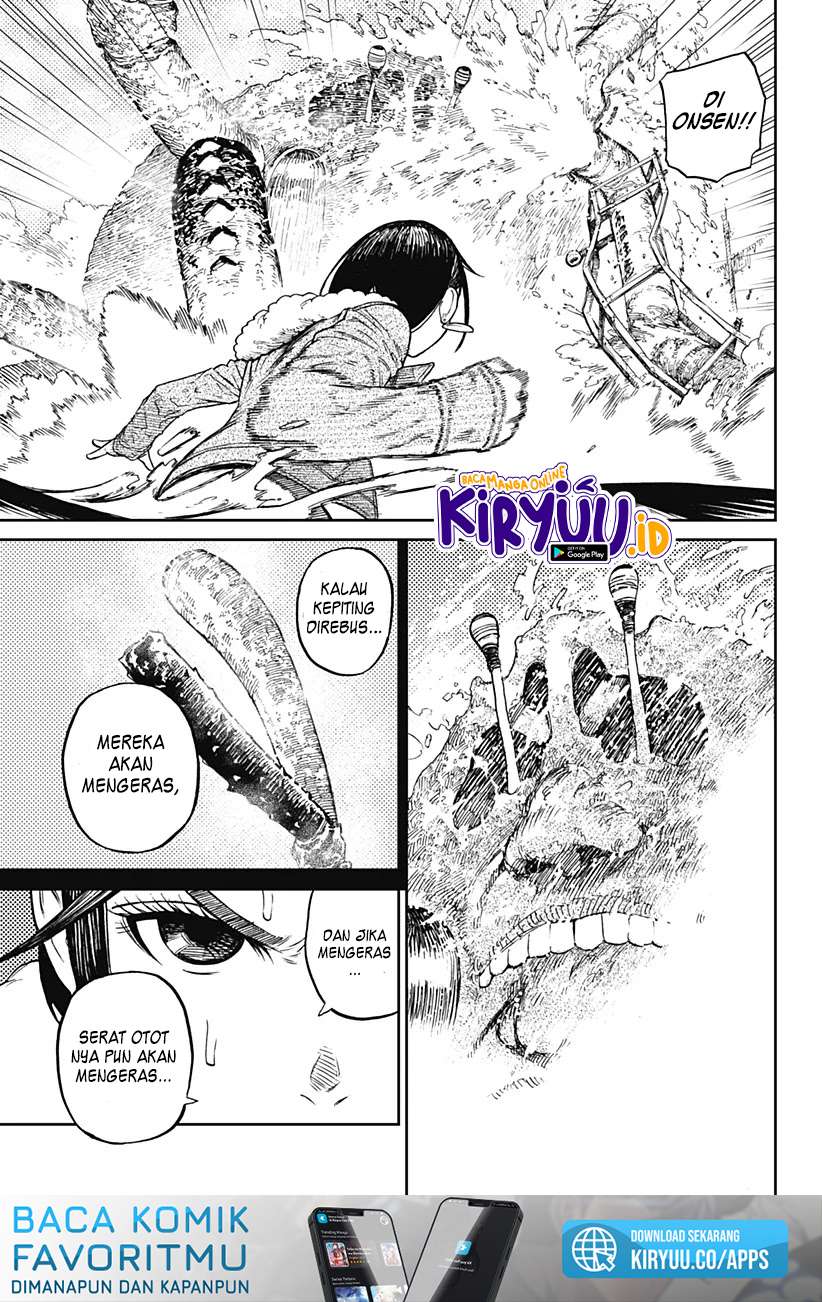 DI
ONSEN!!
BACA MANGA ONLINE
KIRYUU.ID
GET IT ON
Google Play
KALAU
KEPITING
DIREBUS...
MEREKA
AKAN
MENGERAS,
DAN JIKA
MENGERAS
...
SERAT OTOT
NYA PUN AKAN
MENGERAS...
BACA KOMIK
FAVORITMU
DIMANAPUN DAN KAPANPUN
DOWNLOAD SEKARANG
KIRYUU.CO/APPS